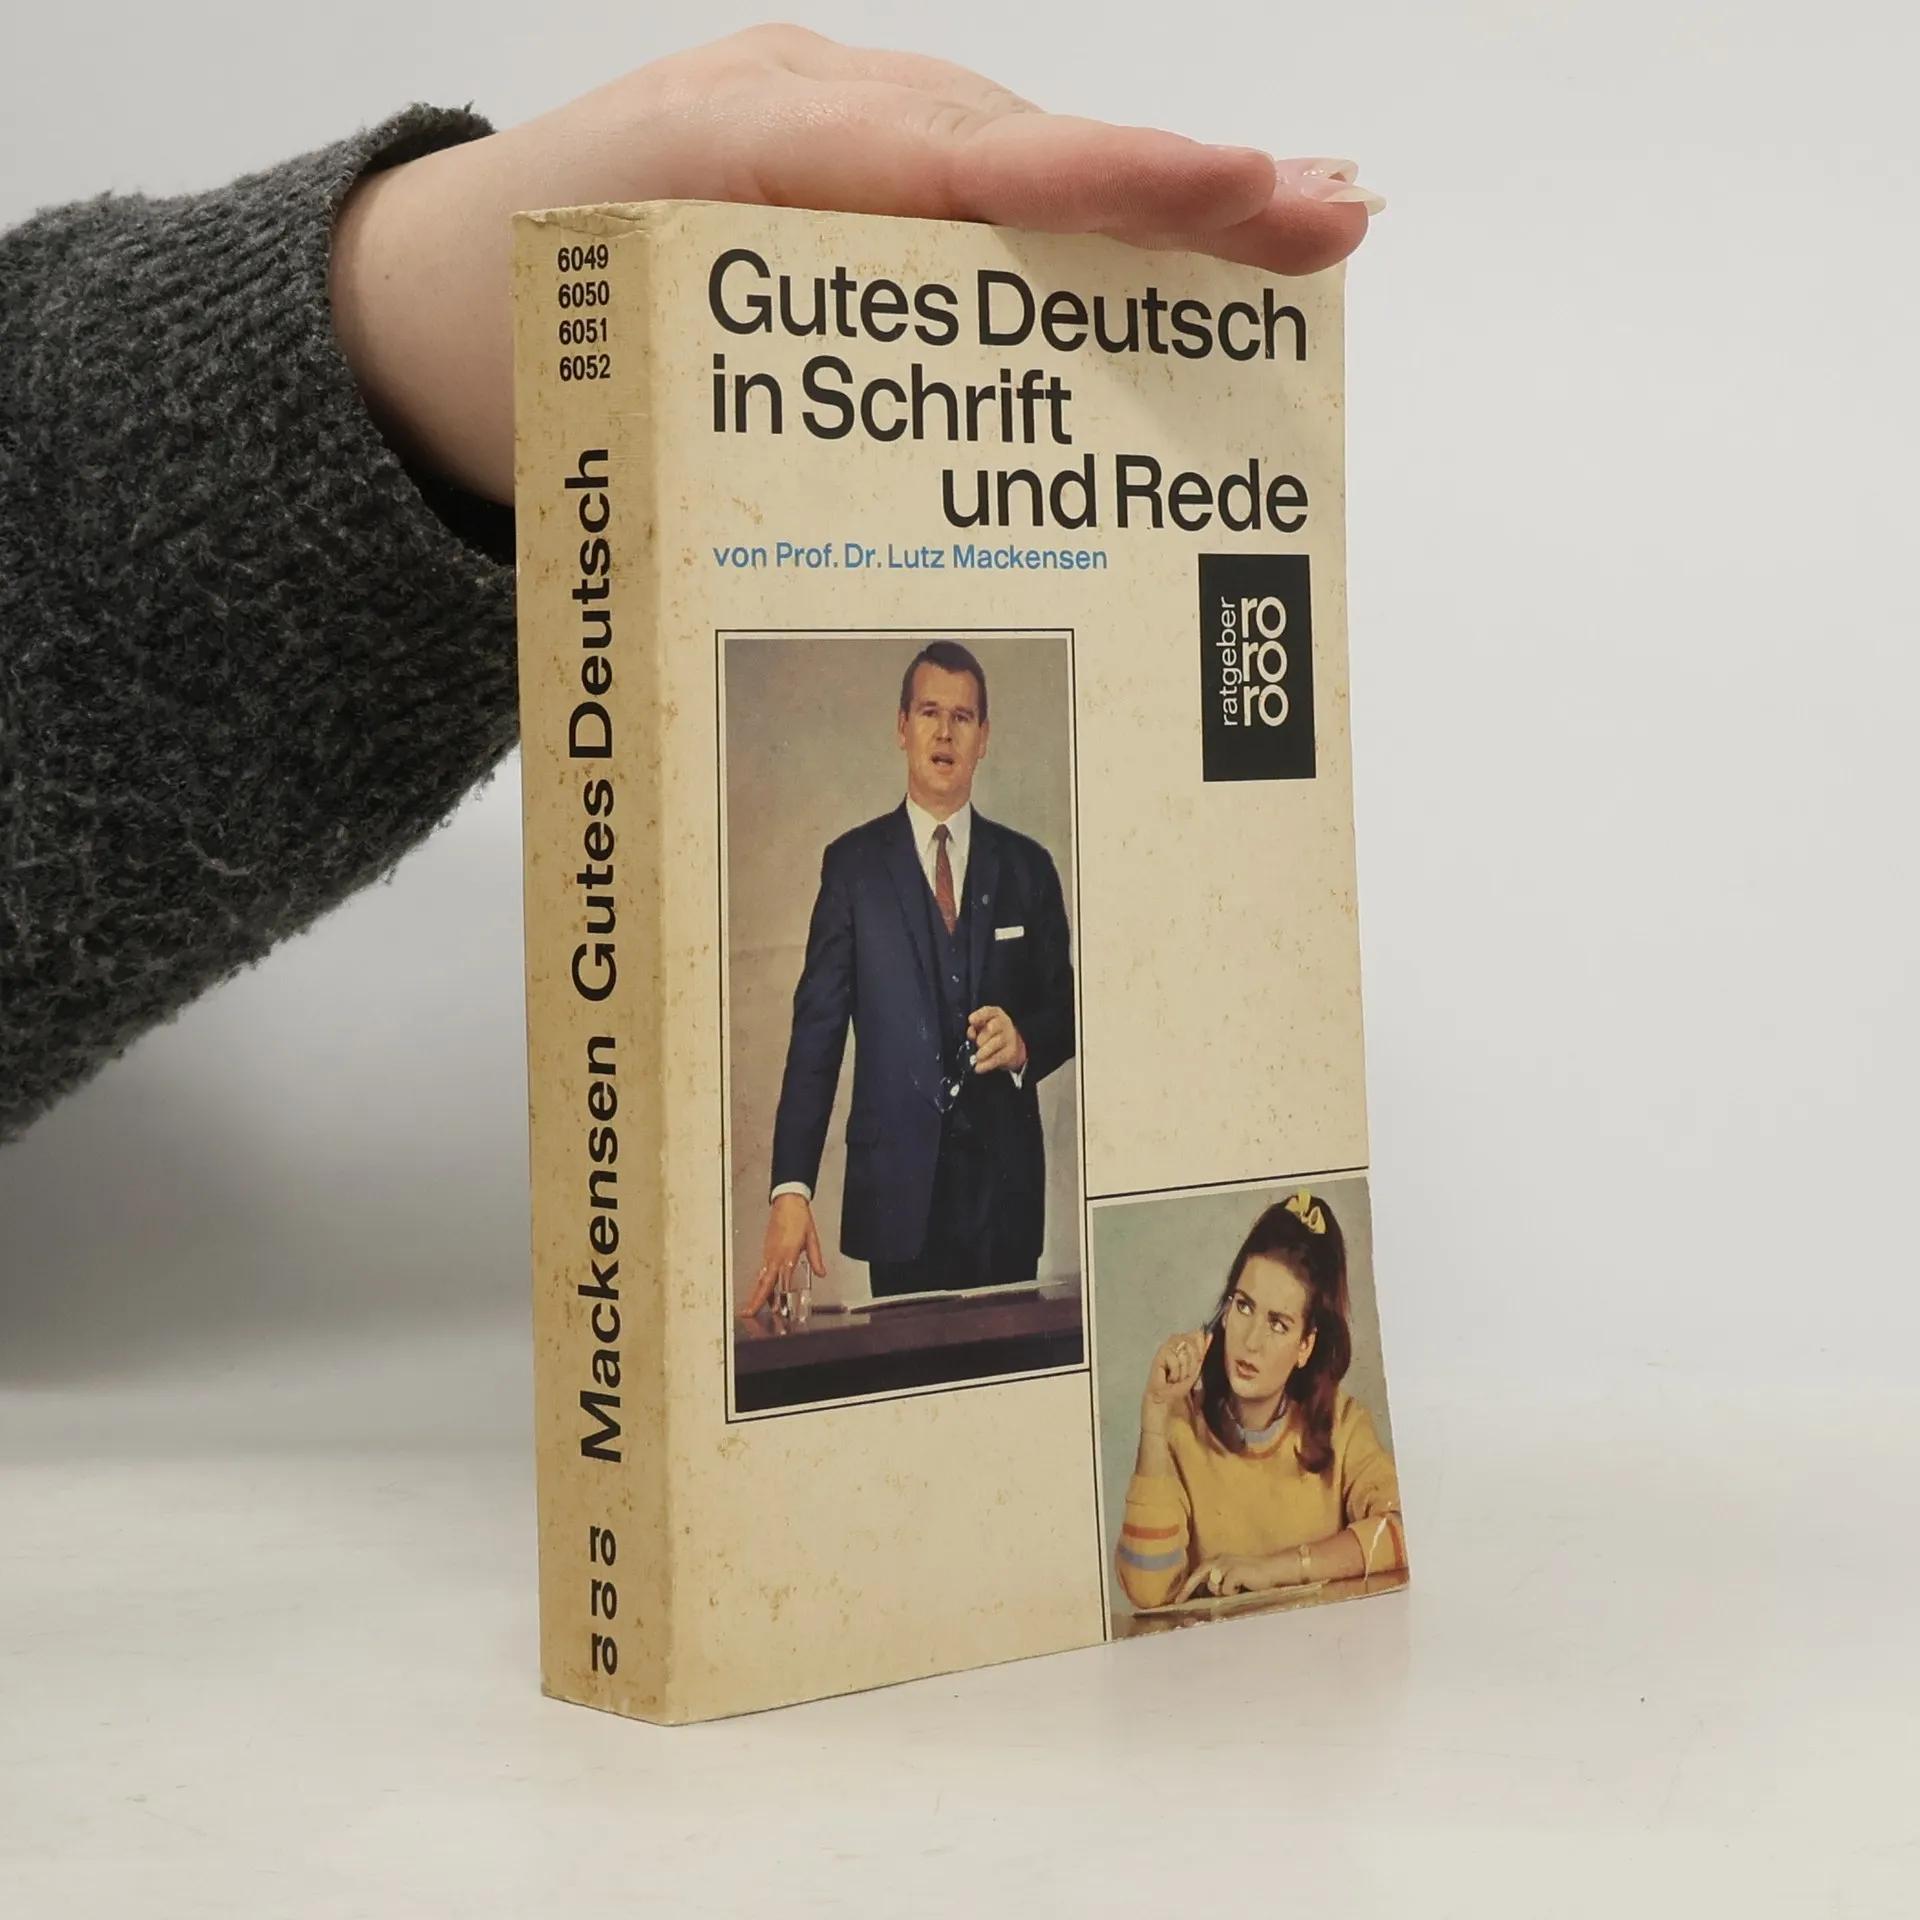 6049
6050
6051
6052
Mackensen Gutes Deutsch
ro
ro
ro
Gutes Deutsch
in Schrift
und Rede
von Prof. Dr. Lutz Mackensen
ratgeber
ro
ro
ro